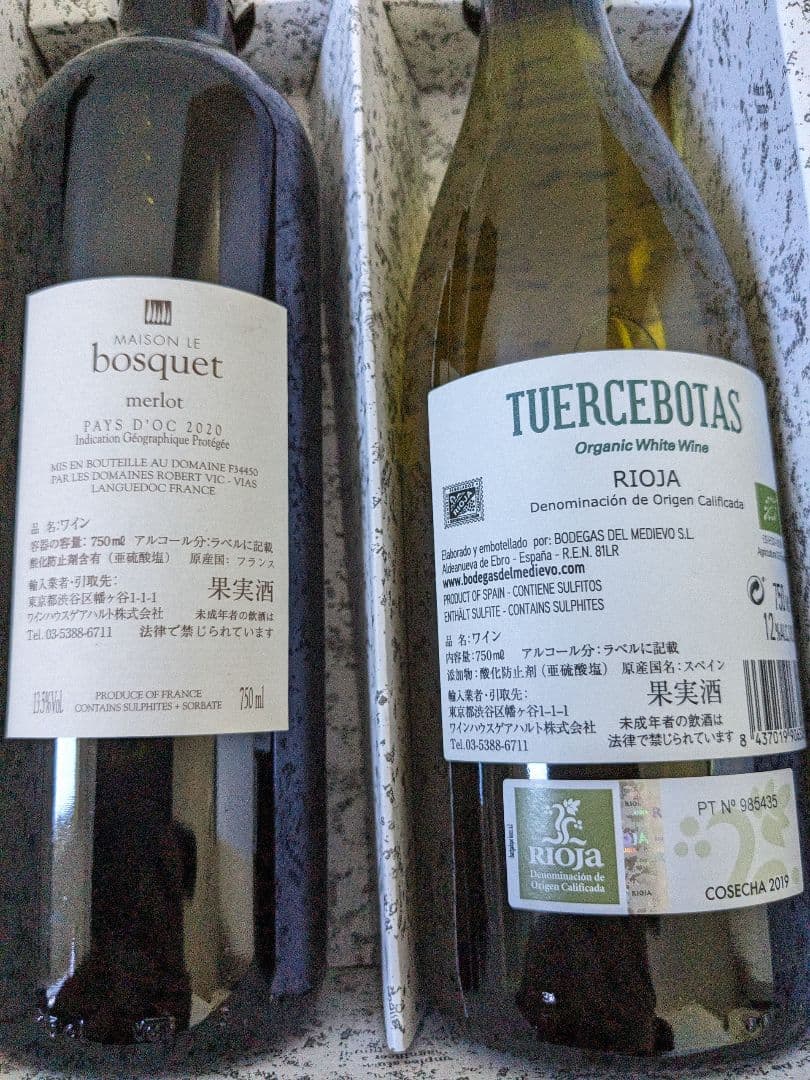 MAISON LE
bosquet
merlot
PAYS D'OC 2020
Indication Géographique Protégée
MIS EN BOUTEILLE AU DOMAINE F34450
PAR LES DOMAINES ROBERT VIC - VIAS
LANGUEDOC FRANCE
品 名:ワイン
容器の容量: 750mℓ アルコール分:ラベルに記載
酸化防止剤含有(亜硫酸塩) 原産国: フランス
輸入業者・引取先:
東京都渋谷区幡ヶ谷1-1-1
ワインハウスゲアハルト株式会社
Tel. 03-5388-6711
果実酒
未成年者の飲酒は
法律で禁じられています
13.5%Vol.
PRODUCE OF FRANCE
CONTAINS SULPHITES + SORBATE
750 ml
TUERCEBOTAS
Organic White Wine
RIOJA
Denominación de Origen Calificada
Elaborado y embotellado por: BODEGAS DEL MEDIEVO S.L.
Aldeanueva de Ebro - España - R.E.N. 81LR
www.bodegasdelmedievo.com
PRODUCT OF SPAIN - CONTIENE SULFITOS
ENTHÄLT SULFITE - CONTAINS SULPHITES
品 名:ワイン
内容量:750mℓ アルコール分:ラベルに記載
添加物:酸化防止剤(亜硫酸塩) 原産国名:スペイン
輸入業者・引取先:
東京都渋谷区幡ヶ谷1-1-1
ワインハウスゲアハルト株式会社
Tel.03-5388-6711
果実酒
未成年者の飲酒は
法律で禁じられています
RIOJA
Denominación de
Origen Calificada
RIOJA
PT Nº 985435
COSECHA 2019